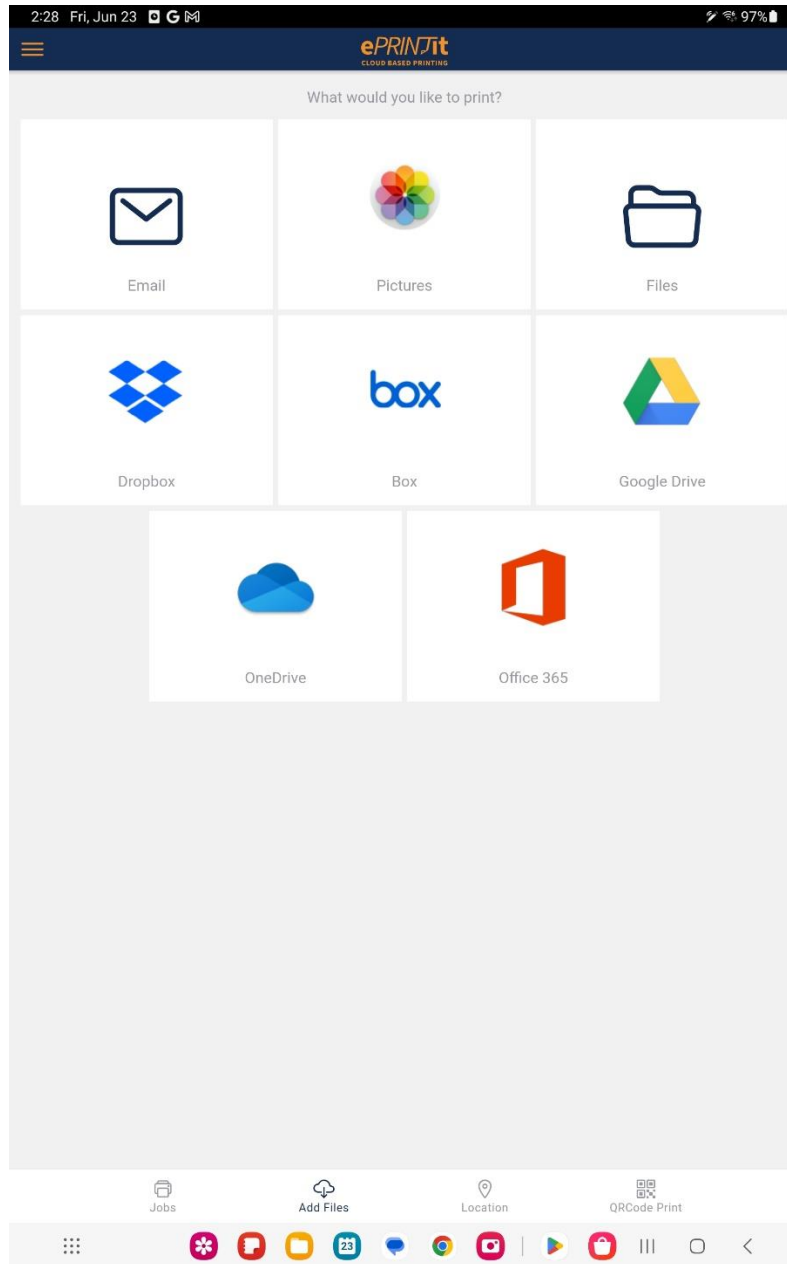 2:28 Fri, Jun 23 G M 97%
ePRINTit
CLOUD BASED PRINTING
What would you like to print?
Email Pictures Files
box
Dropbox Box Google Drive
OneDrive Office 365
Jobs Add Files Location QRCode Print
23